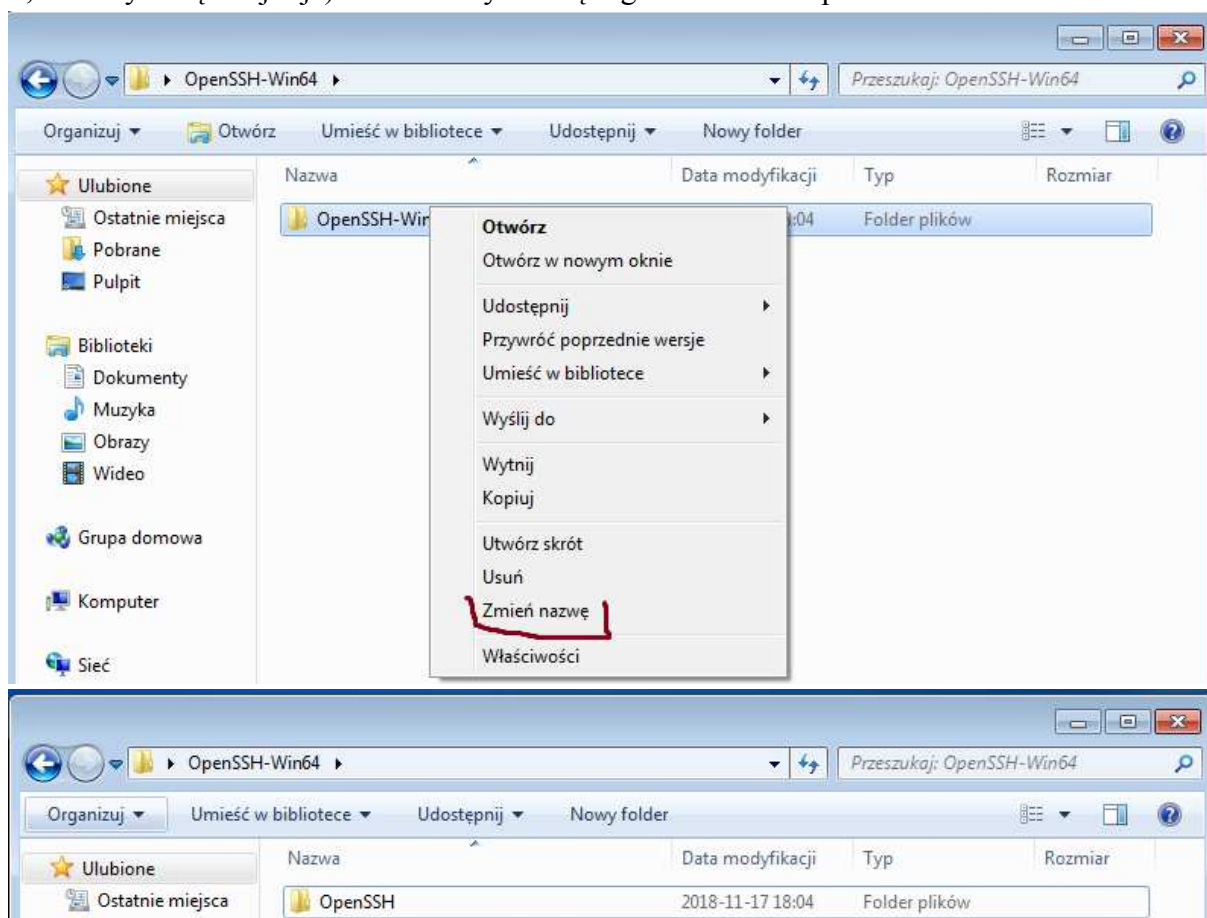 OpenSSH-Win64
Przeszukaj: OpenSSH-Win64
Organizuj Otwórz Umieść w bibliotece Udostępnij Nowy folder
Nazwa Data modyfikacji Typ Rozmiar
Ulubione
Ostatnie miejsca
Pobrane
Pulpit
Biblioteki
Dokumenty
Muzyka
Obrazy
Wideo
Grupa domowa
Komputer
Sieć
OpenSSH-Wir :04 Folder plików
Otwórz
Otwórz w nowym oknie
Udostępnij
Przywróć poprzednie wersje
Umieść w bibliotece
Wyślij do
Wytnij
Kopiuj
Utwórz skrót
Usuń
Zmień nazwę
Właściwości
OpenSSH-Win64
Przeszukaj: OpenSSH-Win64
Organizuj Umieść w bibliotece Udostępnij Nowy folder
Nazwa Data modyfikacji Typ Rozmiar
Ulubione
Ostatnie miejsca
OpenSSH 2018-11-17 18:04 Folder plików